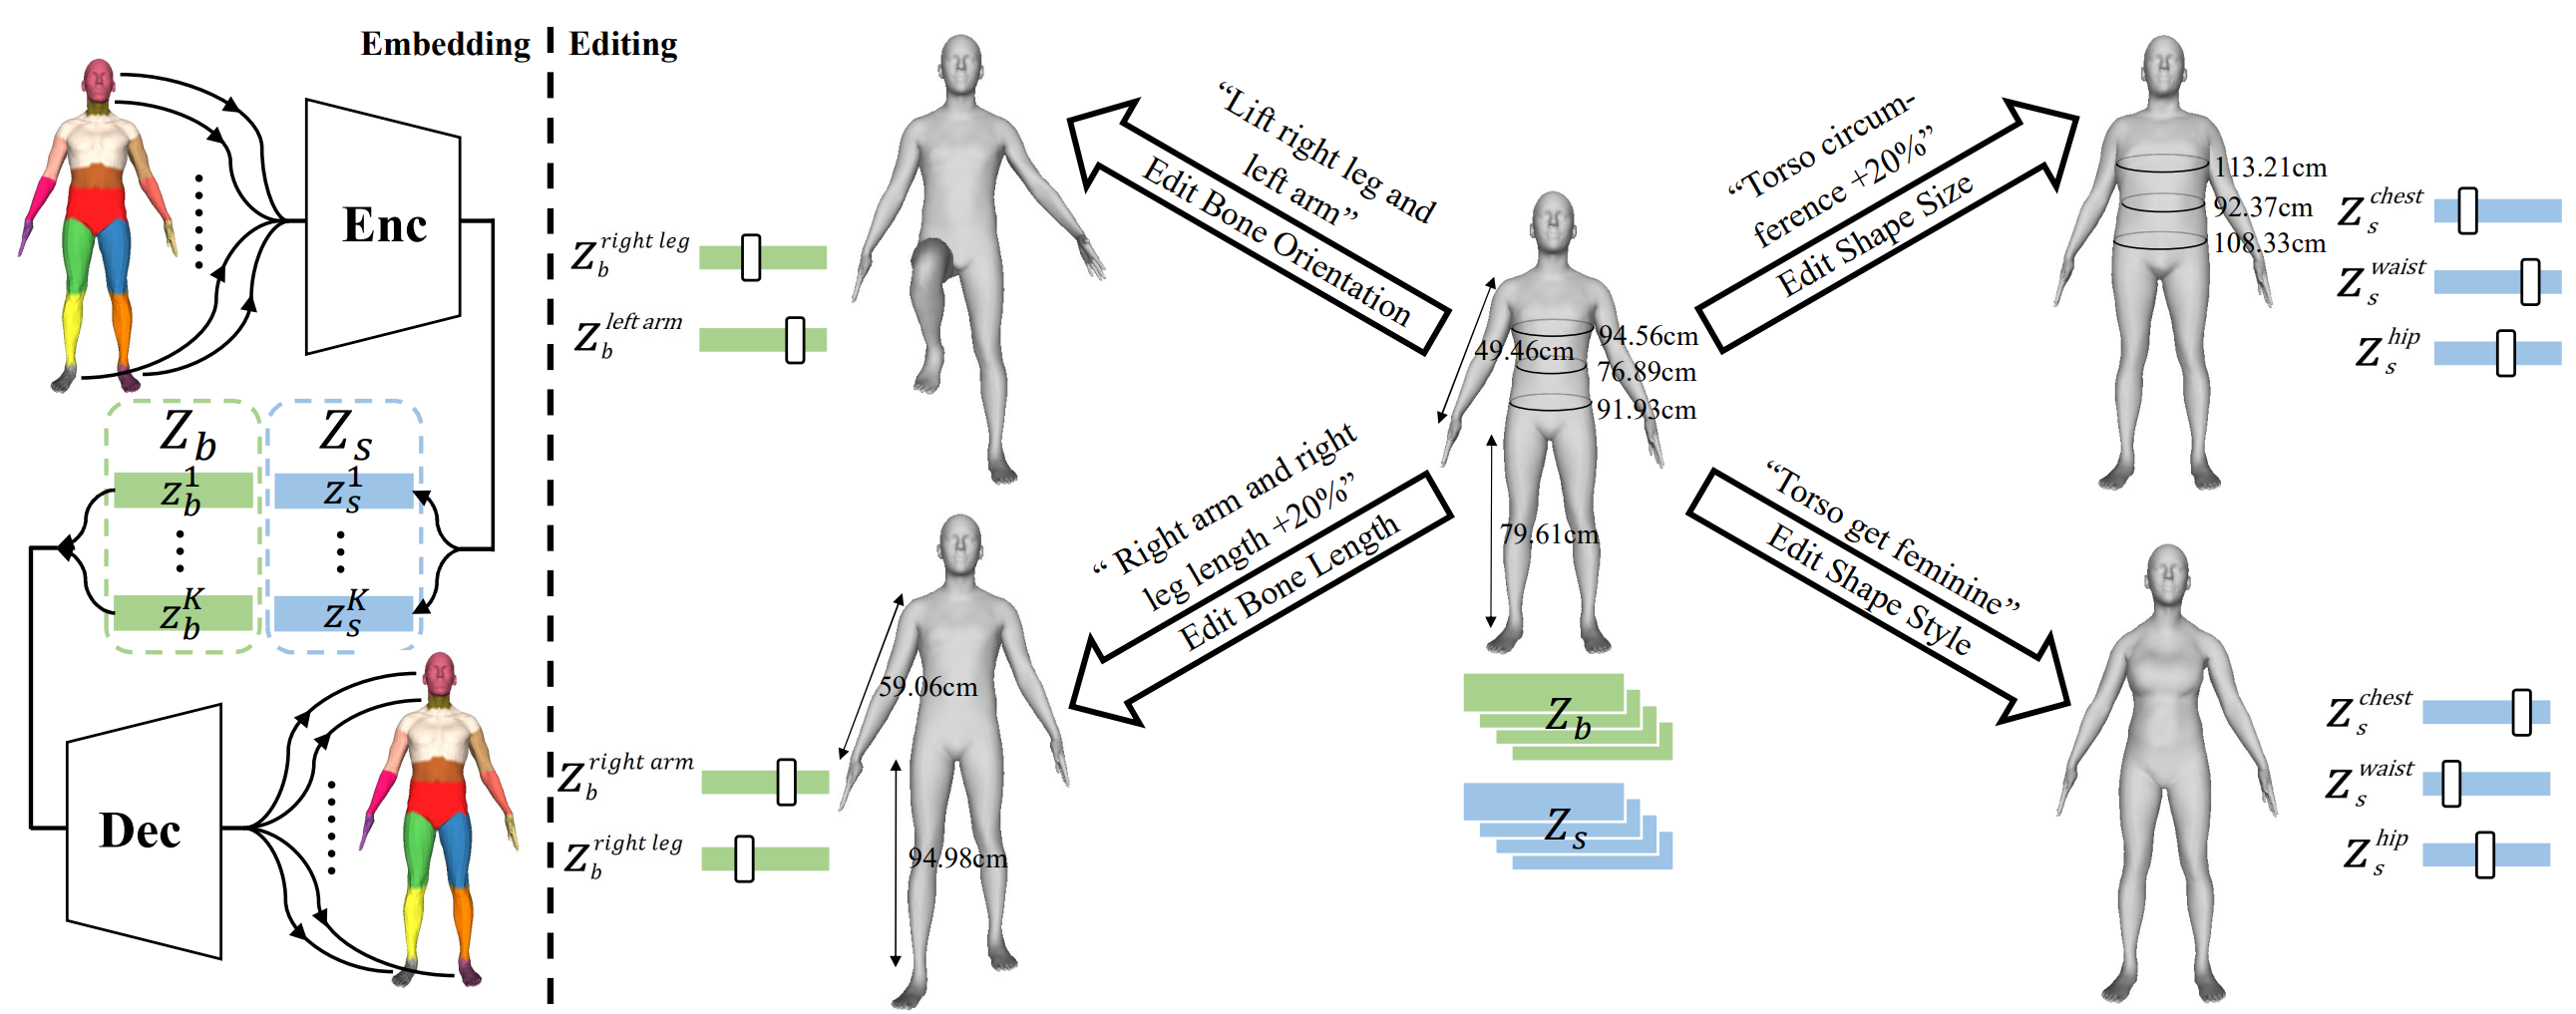 Embedding
Editing
Enc
Z_b
Z_s
z_b^1
z_s^1
z_b^K
z_s^K
Dec
z_b^{right leg}
z_b^{left arm}
“Lift right leg and
left arm”
Edit Bone Orientation
“Torso circum-
ference +20%”
Edit Shape Size
113.21cm
92.37cm
108.33cm
z_s^{chest}
z_s^{waist}
z_s^{hip}
94.56cm
49.46cm
76.89cm
91.93cm
79.61cm
Z_b
Z_s
“ Right arm and right
leg length +20%”
Edit Bone Length
59.06cm
94.98cm
z_b^{right arm}
z_b^{right leg}
“Torso get feminine”
Edit Shape Style
z_s^{chest}
z_s^{waist}
z_s^{hip}